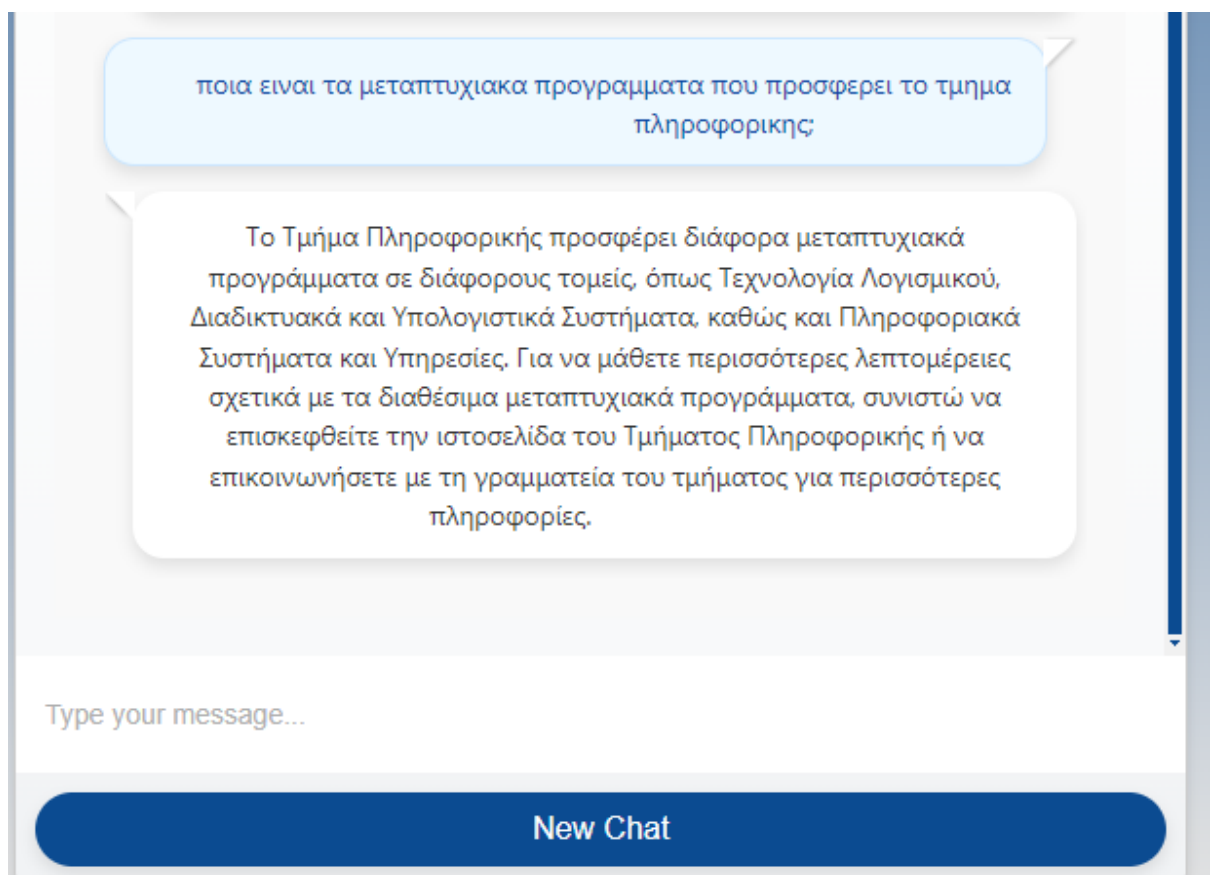 ποια ειναι τα μεταπτυχιακα προγραμματα που προσφερει το τμημα
πληροφορικης;
Το Τμήμα Πληροφορικής προσφέρει διάφορα μεταπτυχιακά
προγράμματα σε διάφορους τομείς, όπως Τεχνολογία Λογισμικού,
Διαδικτυακά και Υπολογιστικά Συστήματα, καθώς και Πληροφοριακά
Συστήματα και Υπηρεσίες. Για να μάθετε περισσότερες λεπτομέρειες
σχετικά με τα διαθέσιμα μεταπτυχιακά προγράμματα, συνιστώ να
επισκεφθείτε την ιστοσελίδα του Τμήματος Πληροφορικής ή να
επικοινωνήσετε με τη γραμματεία του τμήματος για περισσότερες
πληροφορίες.
Type your message...
New Chat